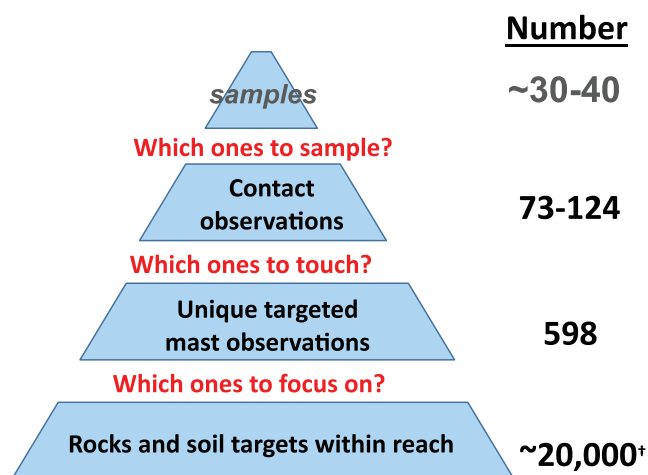 Number
samples
~30-40
Which ones to sample?
Contact
observations
73-124
Which ones to touch?
Unique targeted
mast observations
598
Which ones to focus on?
Rocks and soil targets within reach
~20,000†